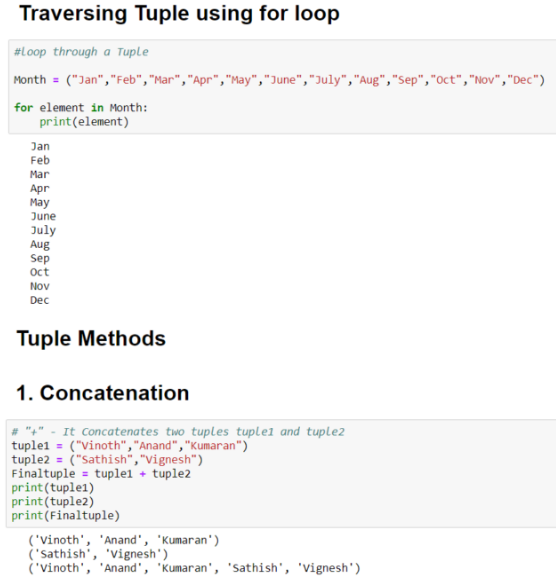 Traversing Tuple using for loop
#Loop through a Tuple
Month = ("Jan","Feb","Mar","Apr","May","June","July","Aug","Sep","Oct","Nov","Dec")
for element in Month:
    print(element)
Jan
Feb
Mar
Apr
May
June
July
Aug
Sep
Oct
Nov
Dec
Tuple Methods
1. Concatenation
# "+" - It Concatenates two tuples tuple1 and tuple2
tuple1 = ("Vinoth","Anand","Kumaran")
tuple2 = ("Sathish","Vignesh")
Finaltuple = tuple1 + tuple2
print(tuple1)
print(tuple2)
print(Finaltuple)
('Vinoth', 'Anand', 'Kumaran')
('Sathish', 'Vignesh')
('Vinoth', 'Anand', 'Kumaran', 'Sathish', 'Vignesh')